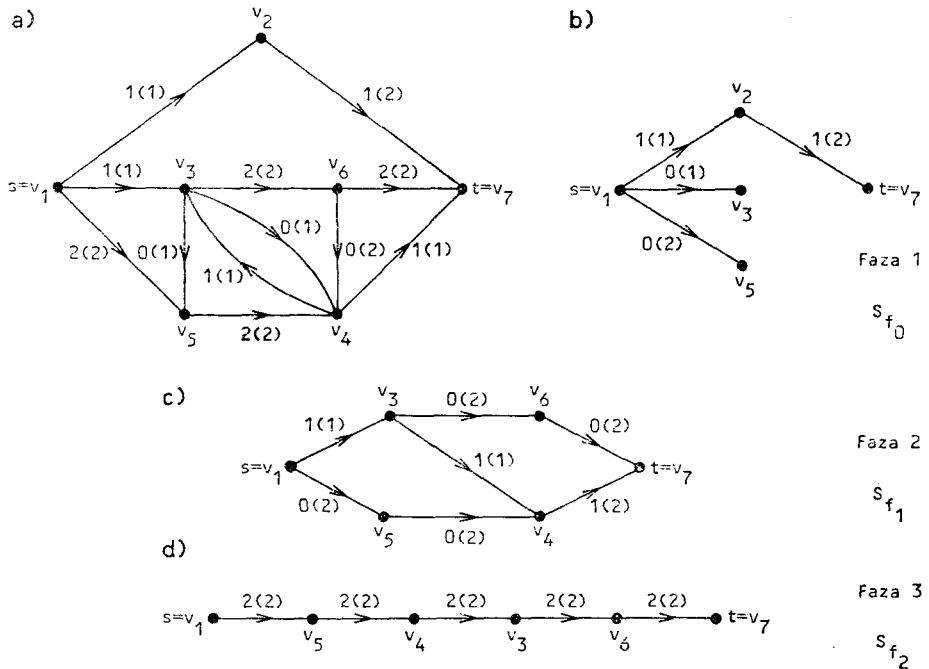 a)
v2
1(1)
1(2)
s=v1
1(1)
v3
2(2)
v6
2(2)
t=v7
2(2)
0(1)
0(1)
1(1)
0(2)
1(1)
v5
2(2)
v4
b)
v2
1(1)
1(2)
s=v1
0(1)
v3
t=v7
0(2)
v5
Faza 1
Sf0
c)
v3
0(2)
v6
1(1)
0(2)
s=v1
1(1)
t=v7
0(2)
1(2)
v5
0(2)
v4
Faza 2
Sf1
d)
s=v1
2(2)
2(2)
2(2)
2(2)
2(2)
t=v7
v5
v4
v3
v6
Faza 3
Sf2